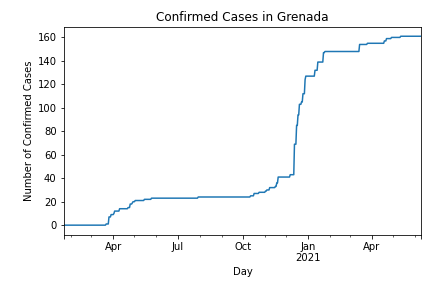 Confirmed Cases in Grenada
Number of Confirmed Cases
160
140
120
100
80
60
40
20
0
Apr
Jul
Oct
Jan
2021
Apr
Day